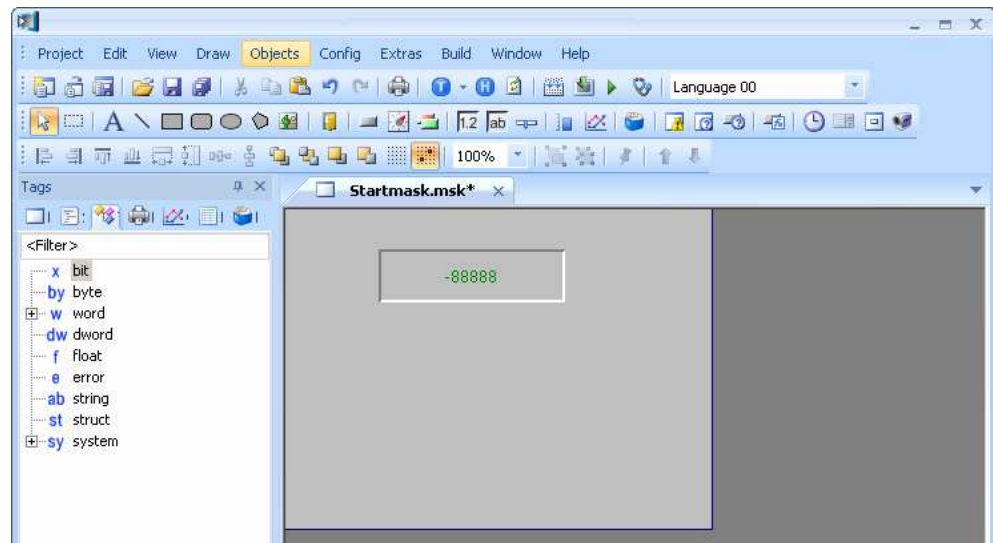 Project Edit View Draw Objects Config Extras Build Window Help
Language 00
A 1.2 ab
100%
Tags
Startmask.msk*
<Filter>
x bit
by byte
w word
dw dword
f float
e error
ab string
st struct
sy system
-88888